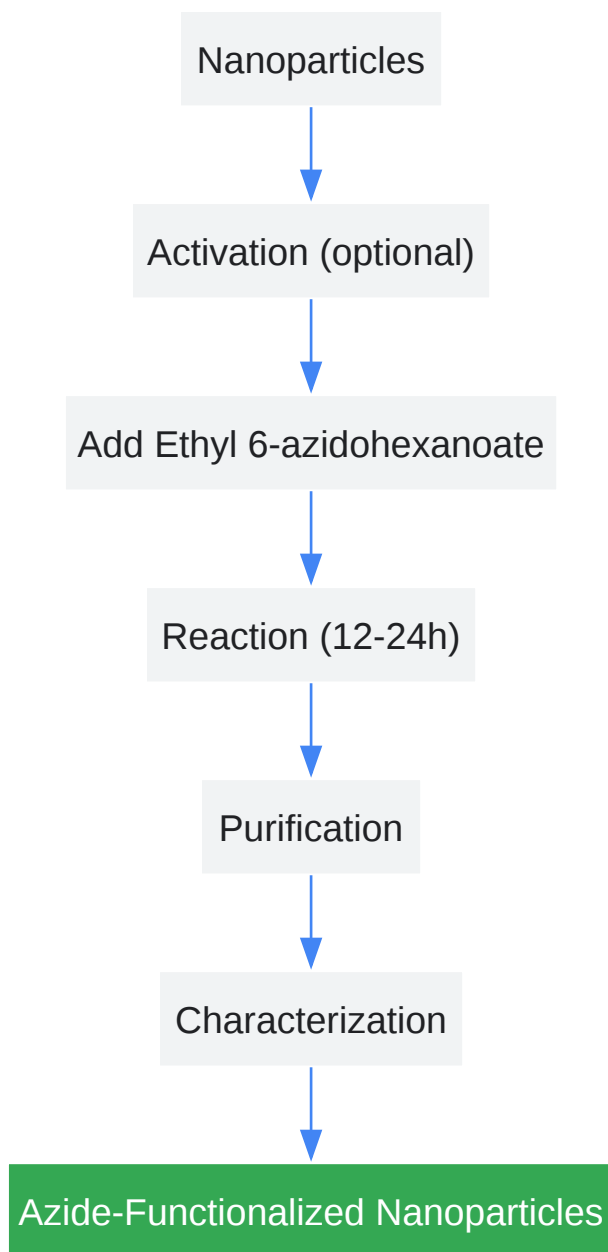 Nanoparticles
Activation (optional)
Add Ethyl 6-azidohexanoate
Reaction (12-24h)
Purification
Characterization
Azide-Functionalized Nanoparticles